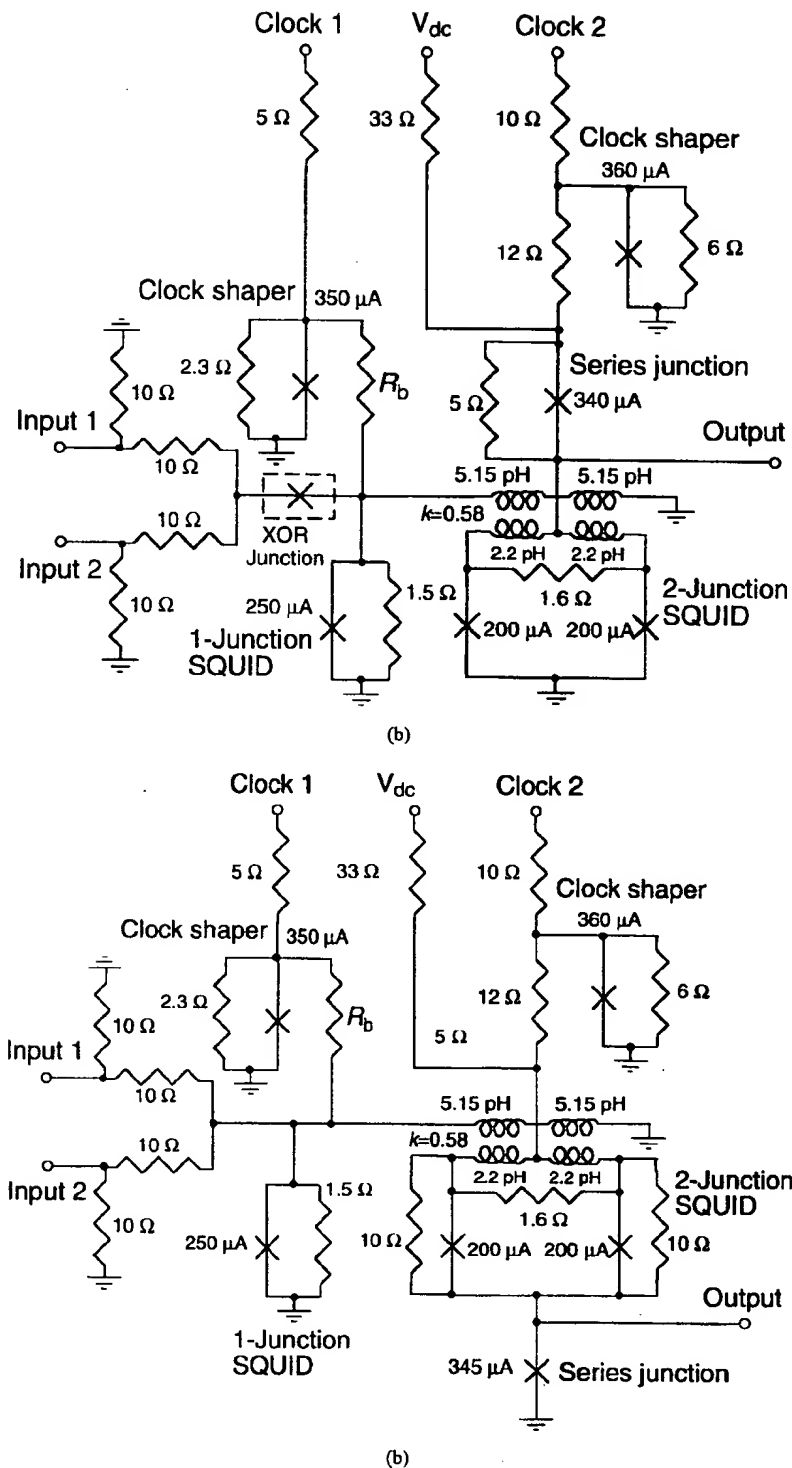 Clock 1
V_dc
Clock 2
5 Ω
33 Ω
10 Ω
Clock shaper
360 µA
12 Ω
6 Ω
Clock shaper
350 µA
2.3 Ω
R_b
Series junction
5 Ω
340 µA
10 Ω
Input 1
10 Ω
Output
5.15 pH
5.15 pH
k=0.58
XOR
Junction
10 Ω
Input 2
10 Ω
2.2 pH
2.2 pH
1.5 Ω
1.6 Ω
2-Junction
SQUID
250 µA
200 µA
200 µA
1-Junction
SQUID
(b)
Clock 1
V_dc
Clock 2
5 Ω
33 Ω
10 Ω
Clock shaper
360 µA
Clock shaper
350 µA
2.3 Ω
R_b
12 Ω
6 Ω
5 Ω
10 Ω
Input 1
10 Ω
5.15 pH
5.15 pH
k=0.58
10 Ω
Input 2
10 Ω
2.2 pH
2.2 pH
2-Junction
SQUID
1.5 Ω
1.6 Ω
250 µA
10 Ω
200 µA
200 µA
10 Ω
Output
1-Junction
SQUID
345 µA
Series junction
(b)